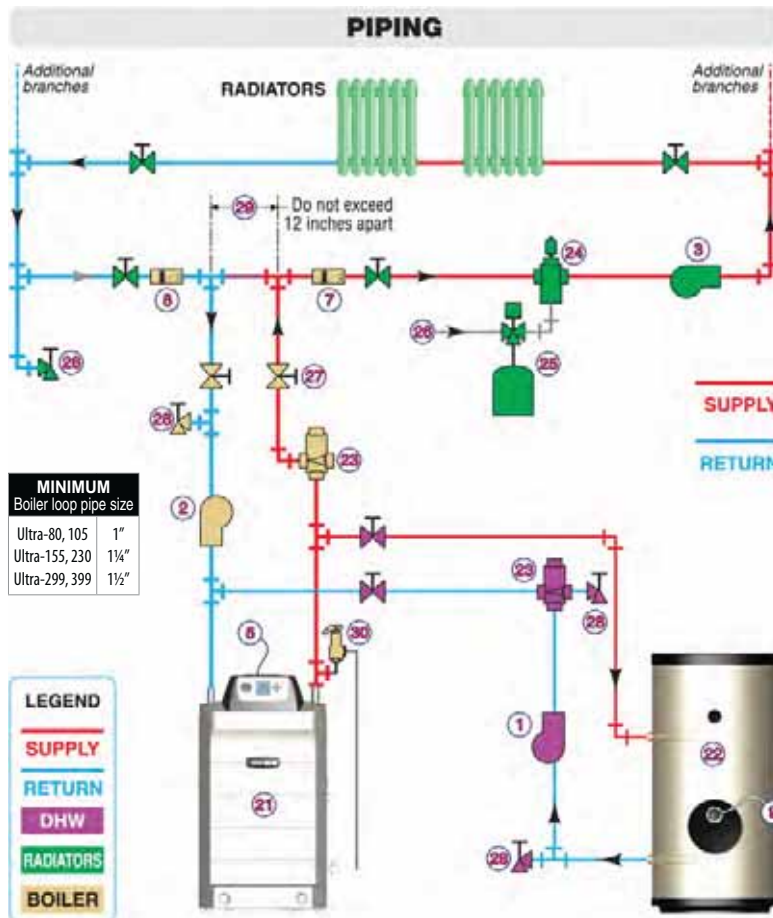 PIPING
Additional
branches
RADIATORS
Additional
branches
29
Do not exceed
12 inches apart
24
3
6
7
26
25
28
27
28
23
SUPPLY
RETURN
MINIMUM
Boiler loop pipe size
Ultra-80, 105 1"
Ultra-155, 230 1¼"
Ultra-299, 399 1½"
2
23
28
5
30
LEGEND
SUPPLY
RETURN
DHW
RADIATORS
BOILER
1
22
21
28